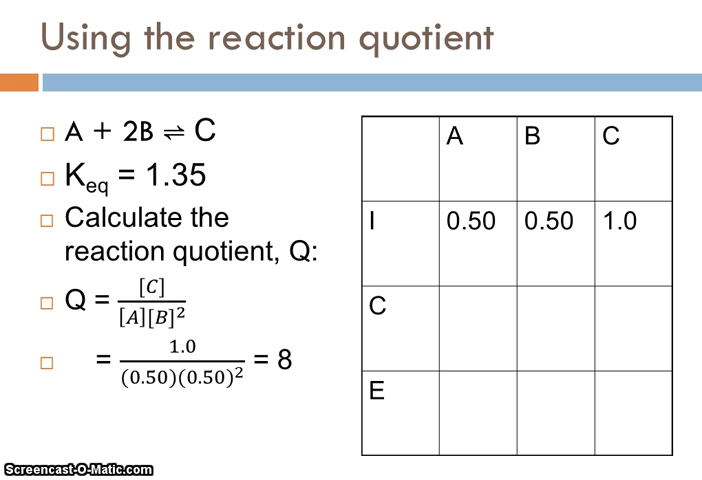 Using the reaction quotient
A + 2B ⇌ C
Keq = 1.35
Calculate the
reaction quotient, Q:
Q = [C] / [A][B]²
= 1.0 / (0.50)(0.50)² = 8
A B C
I 0.50 0.50 1.0
C
E
Screencast-O-Matic.com